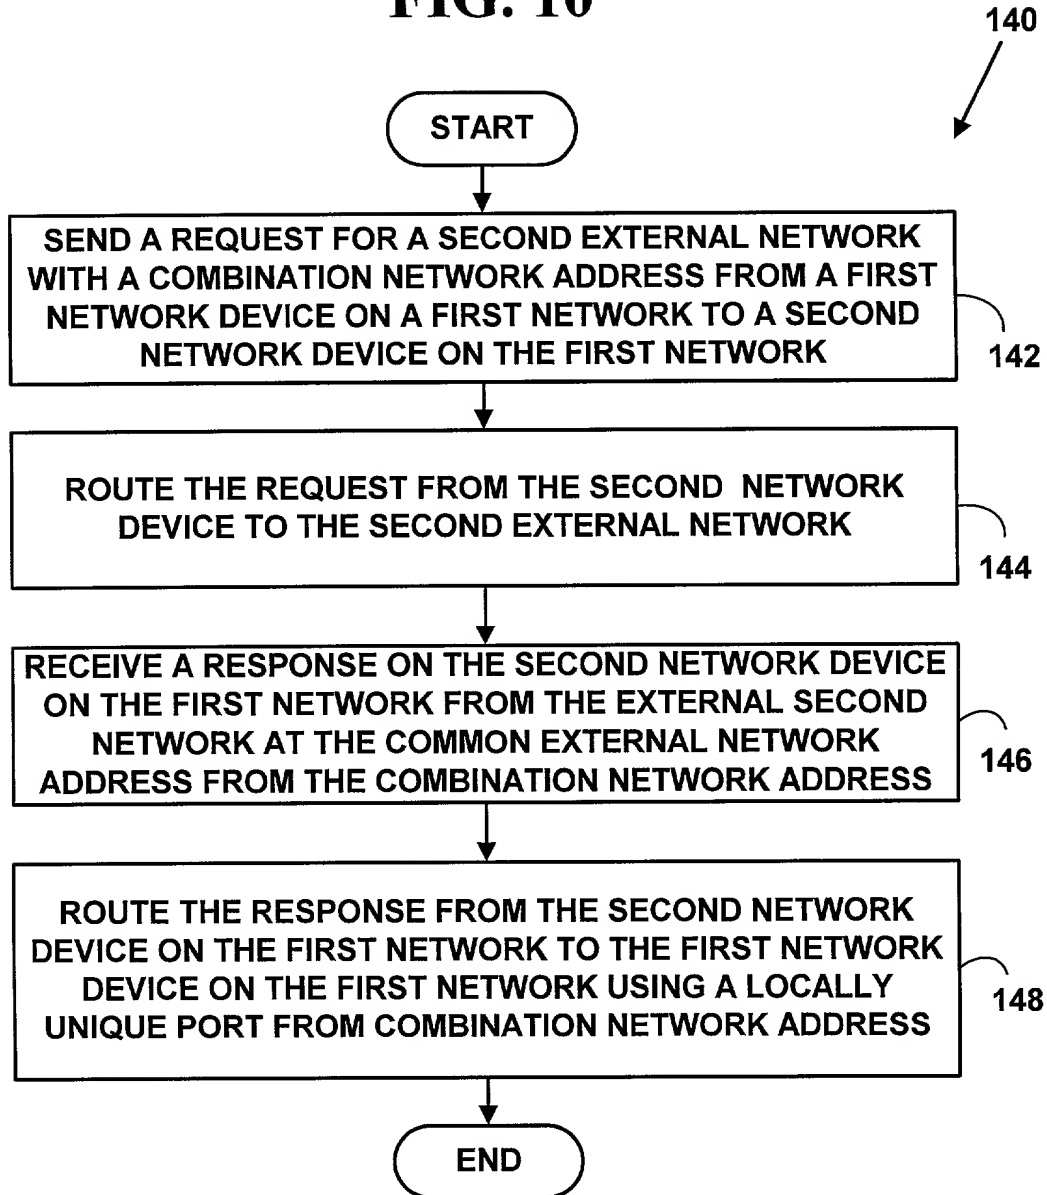 FIG. 10
140
START
SEND A REQUEST FOR A SECOND EXTERNAL NETWORK
WITH A COMBINATION NETWORK ADDRESS FROM A FIRST
NETWORK DEVICE ON A FIRST NETWORK TO A SECOND
NETWORK DEVICE ON THE FIRST NETWORK
142
ROUTE THE REQUEST FROM THE SECOND NETWORK
DEVICE TO THE SECOND EXTERNAL NETWORK
144
RECEIVE A RESPONSE ON THE SECOND NETWORK DEVICE
ON THE FIRST NETWORK FROM THE EXTERNAL SECOND
NETWORK AT THE COMMON EXTERNAL NETWORK
ADDRESS FROM THE COMBINATION NETWORK ADDRESS
146
ROUTE THE RESPONSE FROM THE SECOND NETWORK
DEVICE ON THE FIRST NETWORK TO THE FIRST NETWORK
DEVICE ON THE FIRST NETWORK USING A LOCALLY
UNIQUE PORT FROM COMBINATION NETWORK ADDRESS
148
END